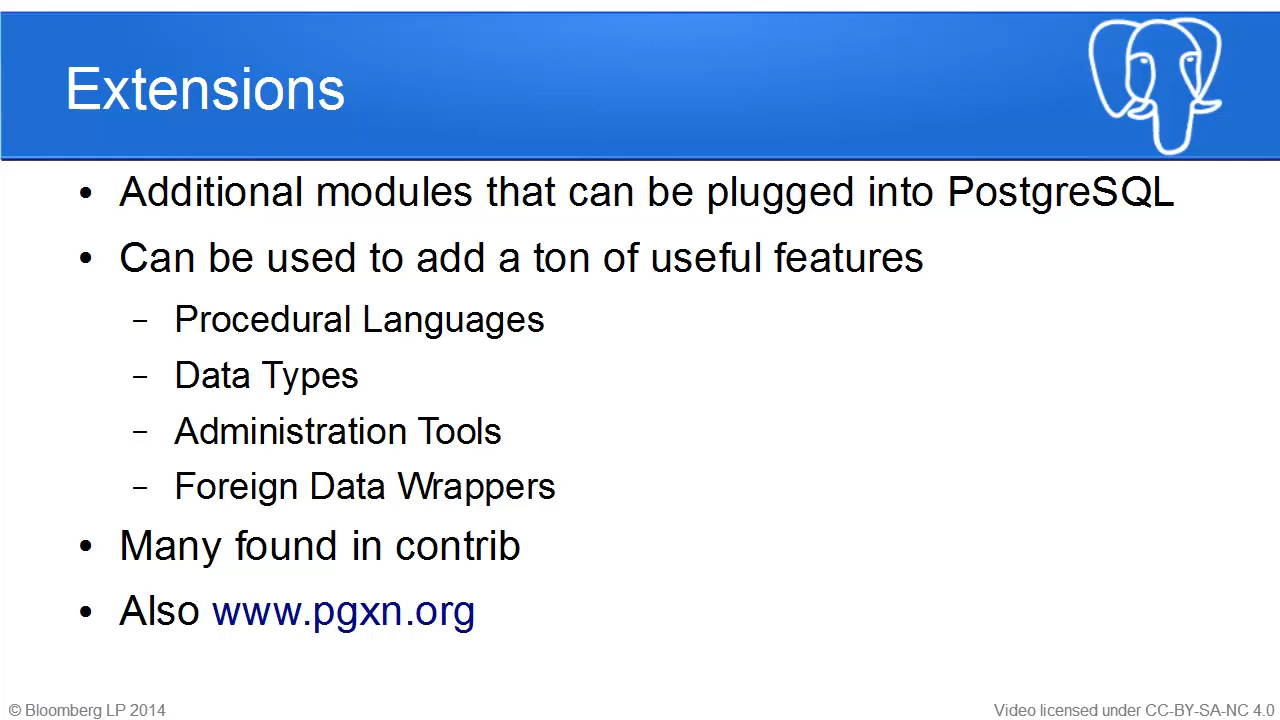 Extensions
• Additional modules that can be plugged into PostgreSQL
• Can be used to add a ton of useful features
– Procedural Languages
– Data Types
– Administration Tools
– Foreign Data Wrappers
• Many found in contrib
• Also www.pgxn.org
© Bloomberg LP 2014
Video licensed under CC-BY-SA-NC 4.0